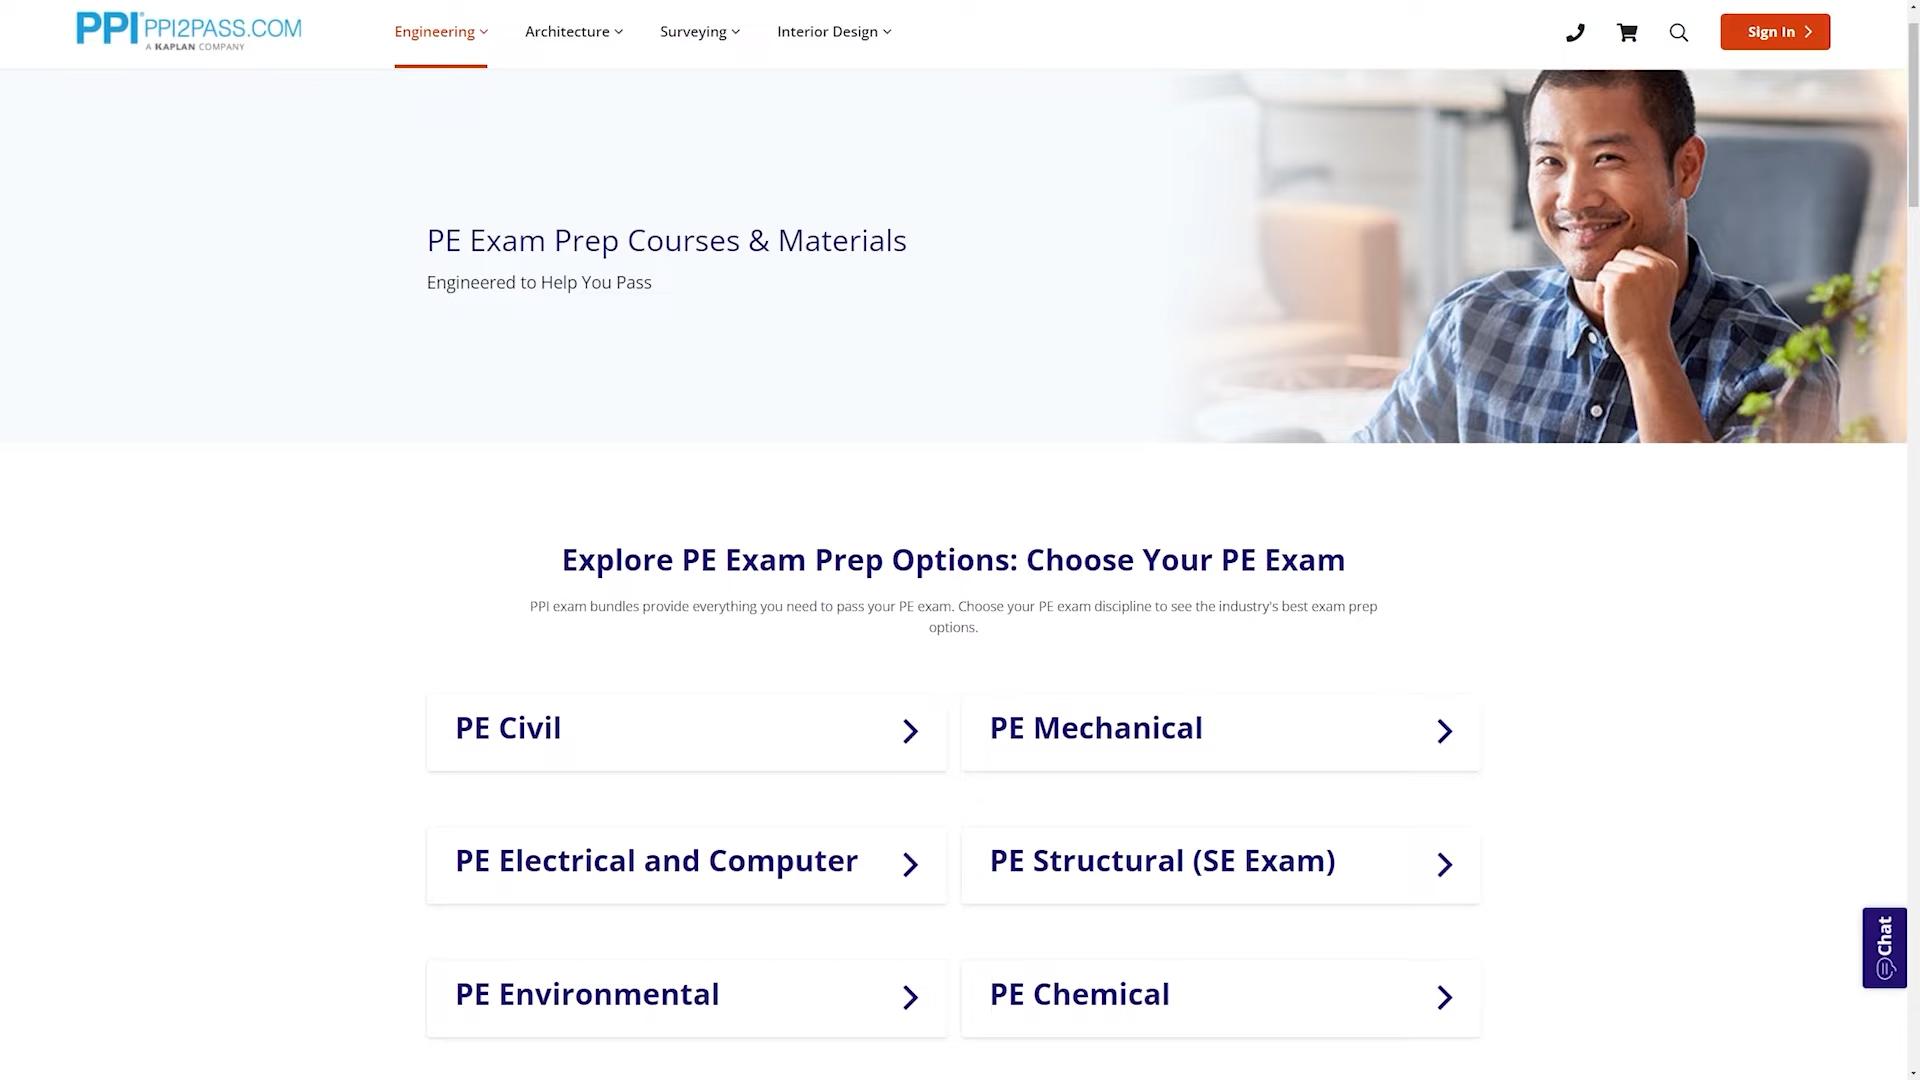 PPI PPI2PASS.COM
A KAPLAN COMPANY
Engineering
Architecture
Surveying
Interior Design
Sign In
PE Exam Prep Courses & Materials
Engineered to Help You Pass
Explore PE Exam Prep Options: Choose Your PE Exam
PPI exam bundles provide everything you need to pass your PE exam. Choose your PE exam discipline to see the industry's best exam prep
options.
PE Civil
PE Mechanical
PE Electrical and Computer
PE Structural (SE Exam)
PE Environmental
PE Chemical
Chat